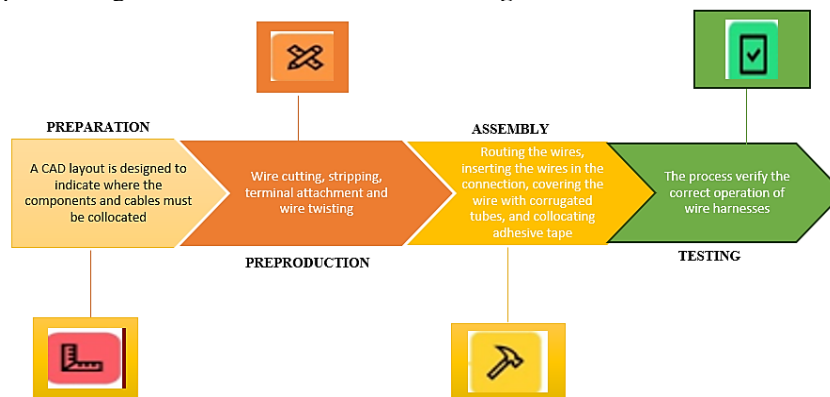 PREPARATION
A CAD layout is designed to
indicate where the
components and cables must
be collocated
Wire cutting, stripping,
terminal attachment and
wire twisting
PREPRODUCTION
ASSEMBLY
Routing the wires,
inserting the wires in the
connection, covering the
wire with corrugated
tubes, and collocating
adhesive tape
The process verify the
correct operation of
wire harnesses
TESTING